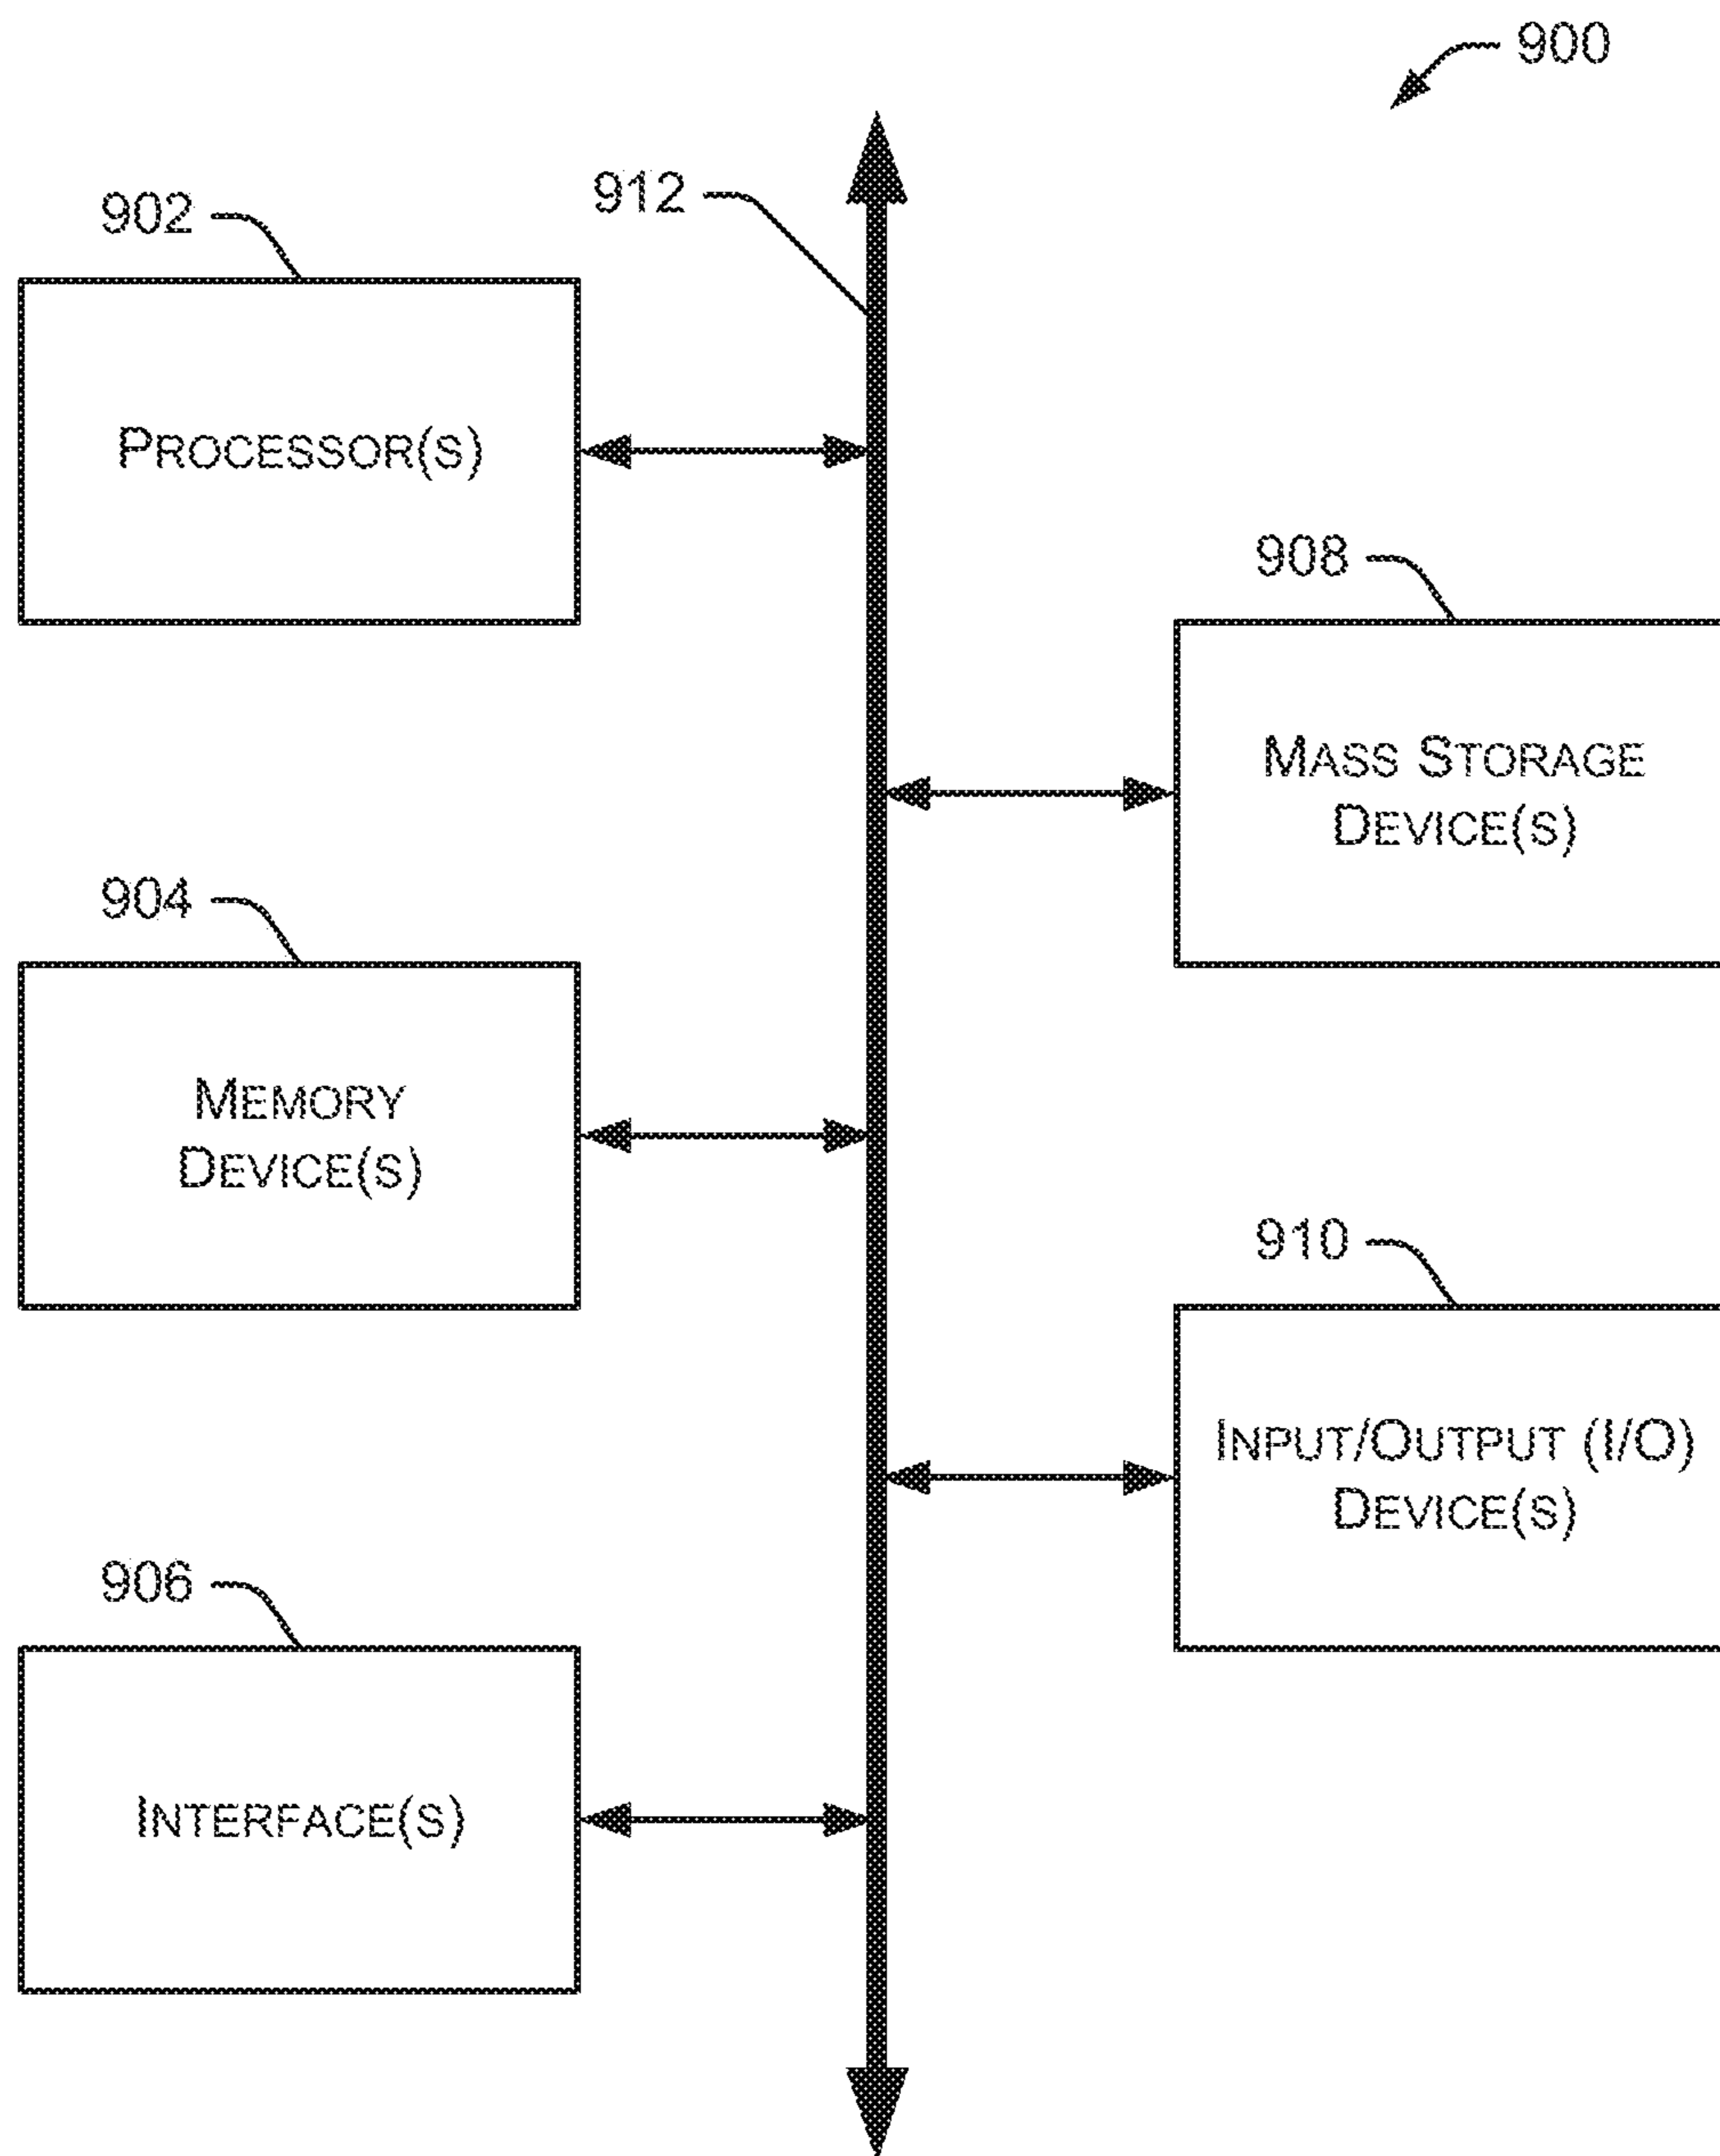 900
912
902
PROCESSOR(S)
908
MASS STORAGE
DEVICE(S)
904
MEMORY
DEVICE(S)
910
INPUT/OUTPUT (I/O)
DEVICE(S)
906
INTERFACE(S)